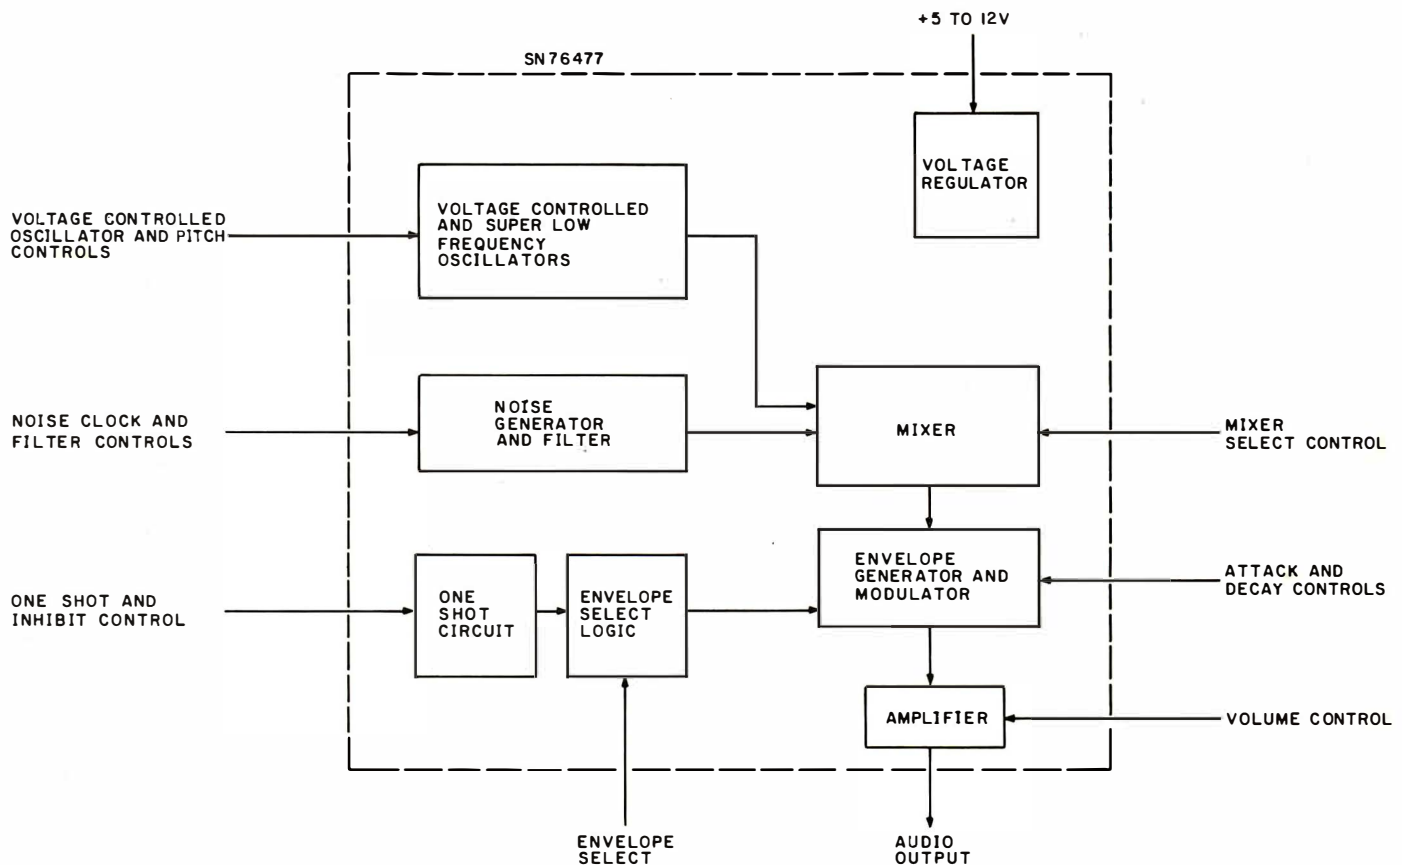 +5 TO 12V
SN76477
VOLTAGE
REGULATOR
VOLTAGE CONTROLLED
OSCILLATOR AND PITCH
CONTROLS
VOLTAGE CONTROLLED
AND SUPER LOW
FREQUENCY
OSCILLATORS
NOISE CLOCK AND
FILTER CONTROLS
NOISE
GENERATOR
AND FILTER
MIXER
MIXER
SELECT CONTROL
ONE SHOT AND
INHIBIT CONTROL
ONE
SHOT
CIRCUIT
ENVELOPE
SELECT
LOGIC
ENVELOPE
GENERATOR AND
MODULATOR
ATTACK AND
DECAY CONTROLS
AMPLIFIER
VOLUME CONTROL
ENVELOPE
SELECT
AUDIO
OUTPUT